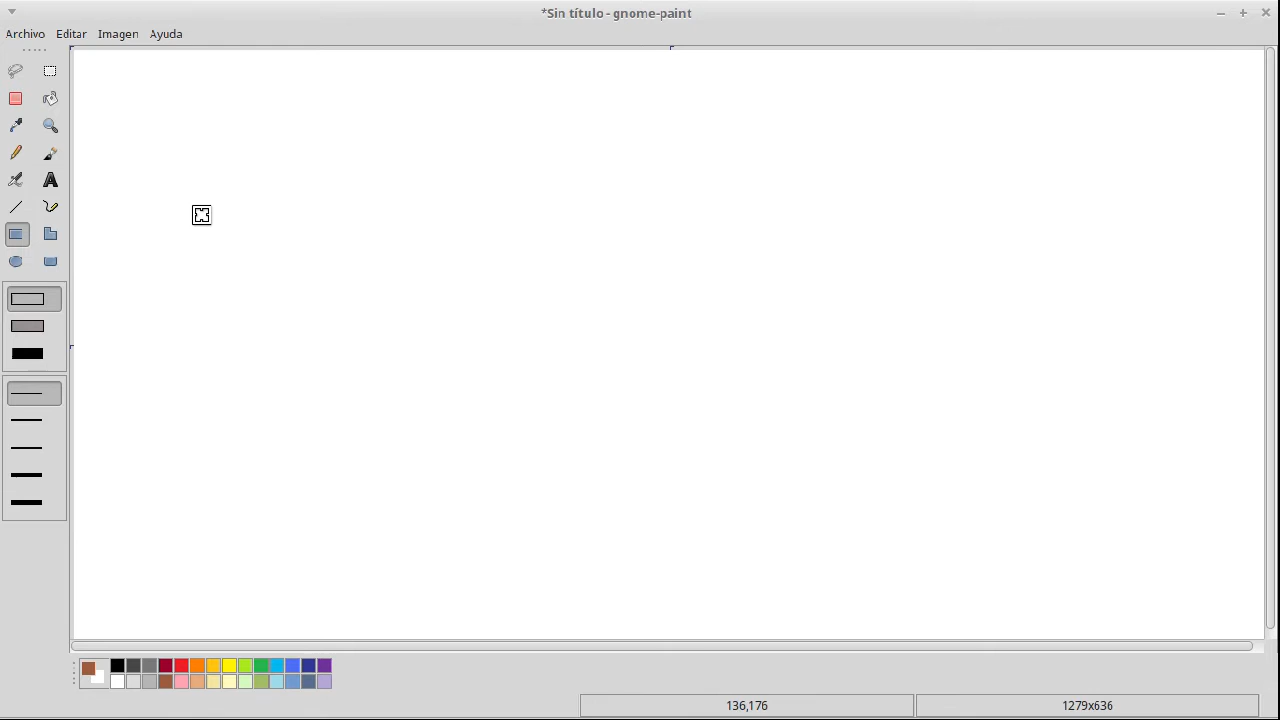 *Sin título - gnome-paint
Archivo Editar Imagen Ayuda
A
136,176 1279x636